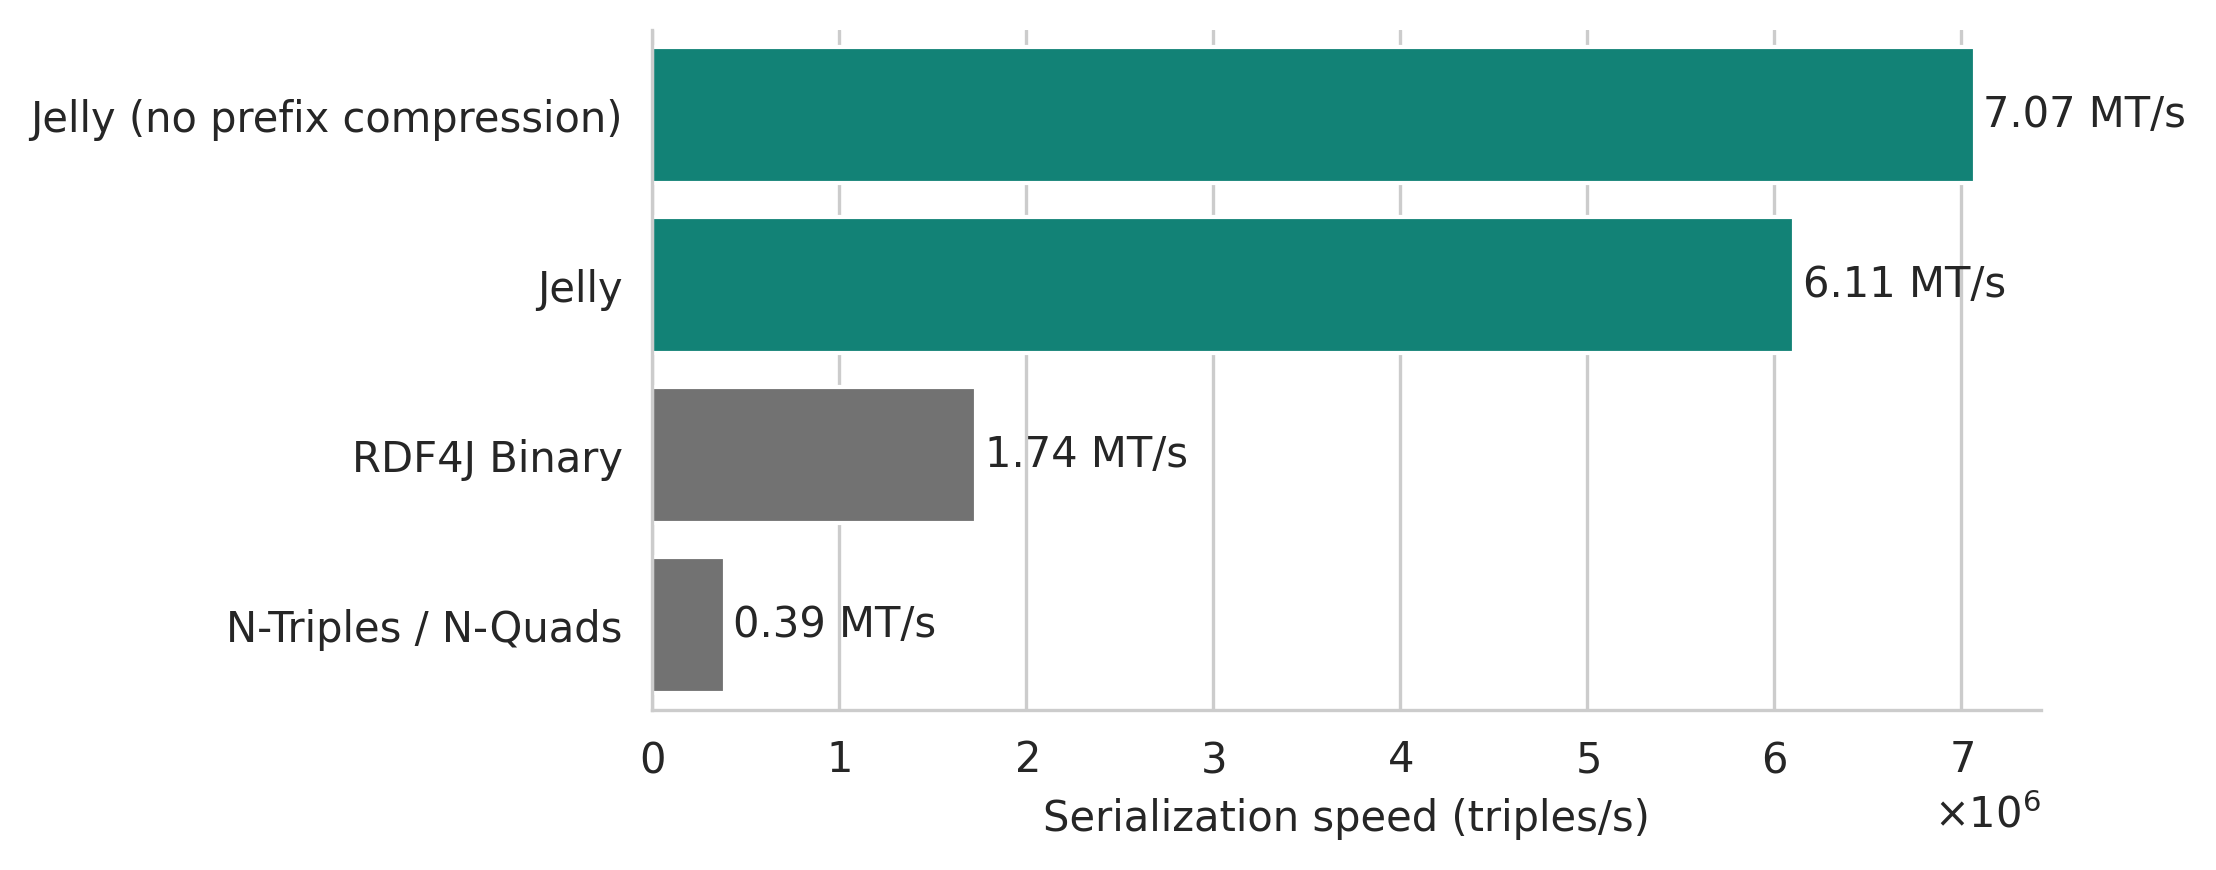 Jelly (no prefix compression)
7.07 MT/s
Jelly
6.11 MT/s
RDF4J Binary
1.74 MT/s
N-Triples / N-Quads
0.39 MT/s
0 1 2 3 4 5 6 7
×10⁶
Serialization speed (triples/s)